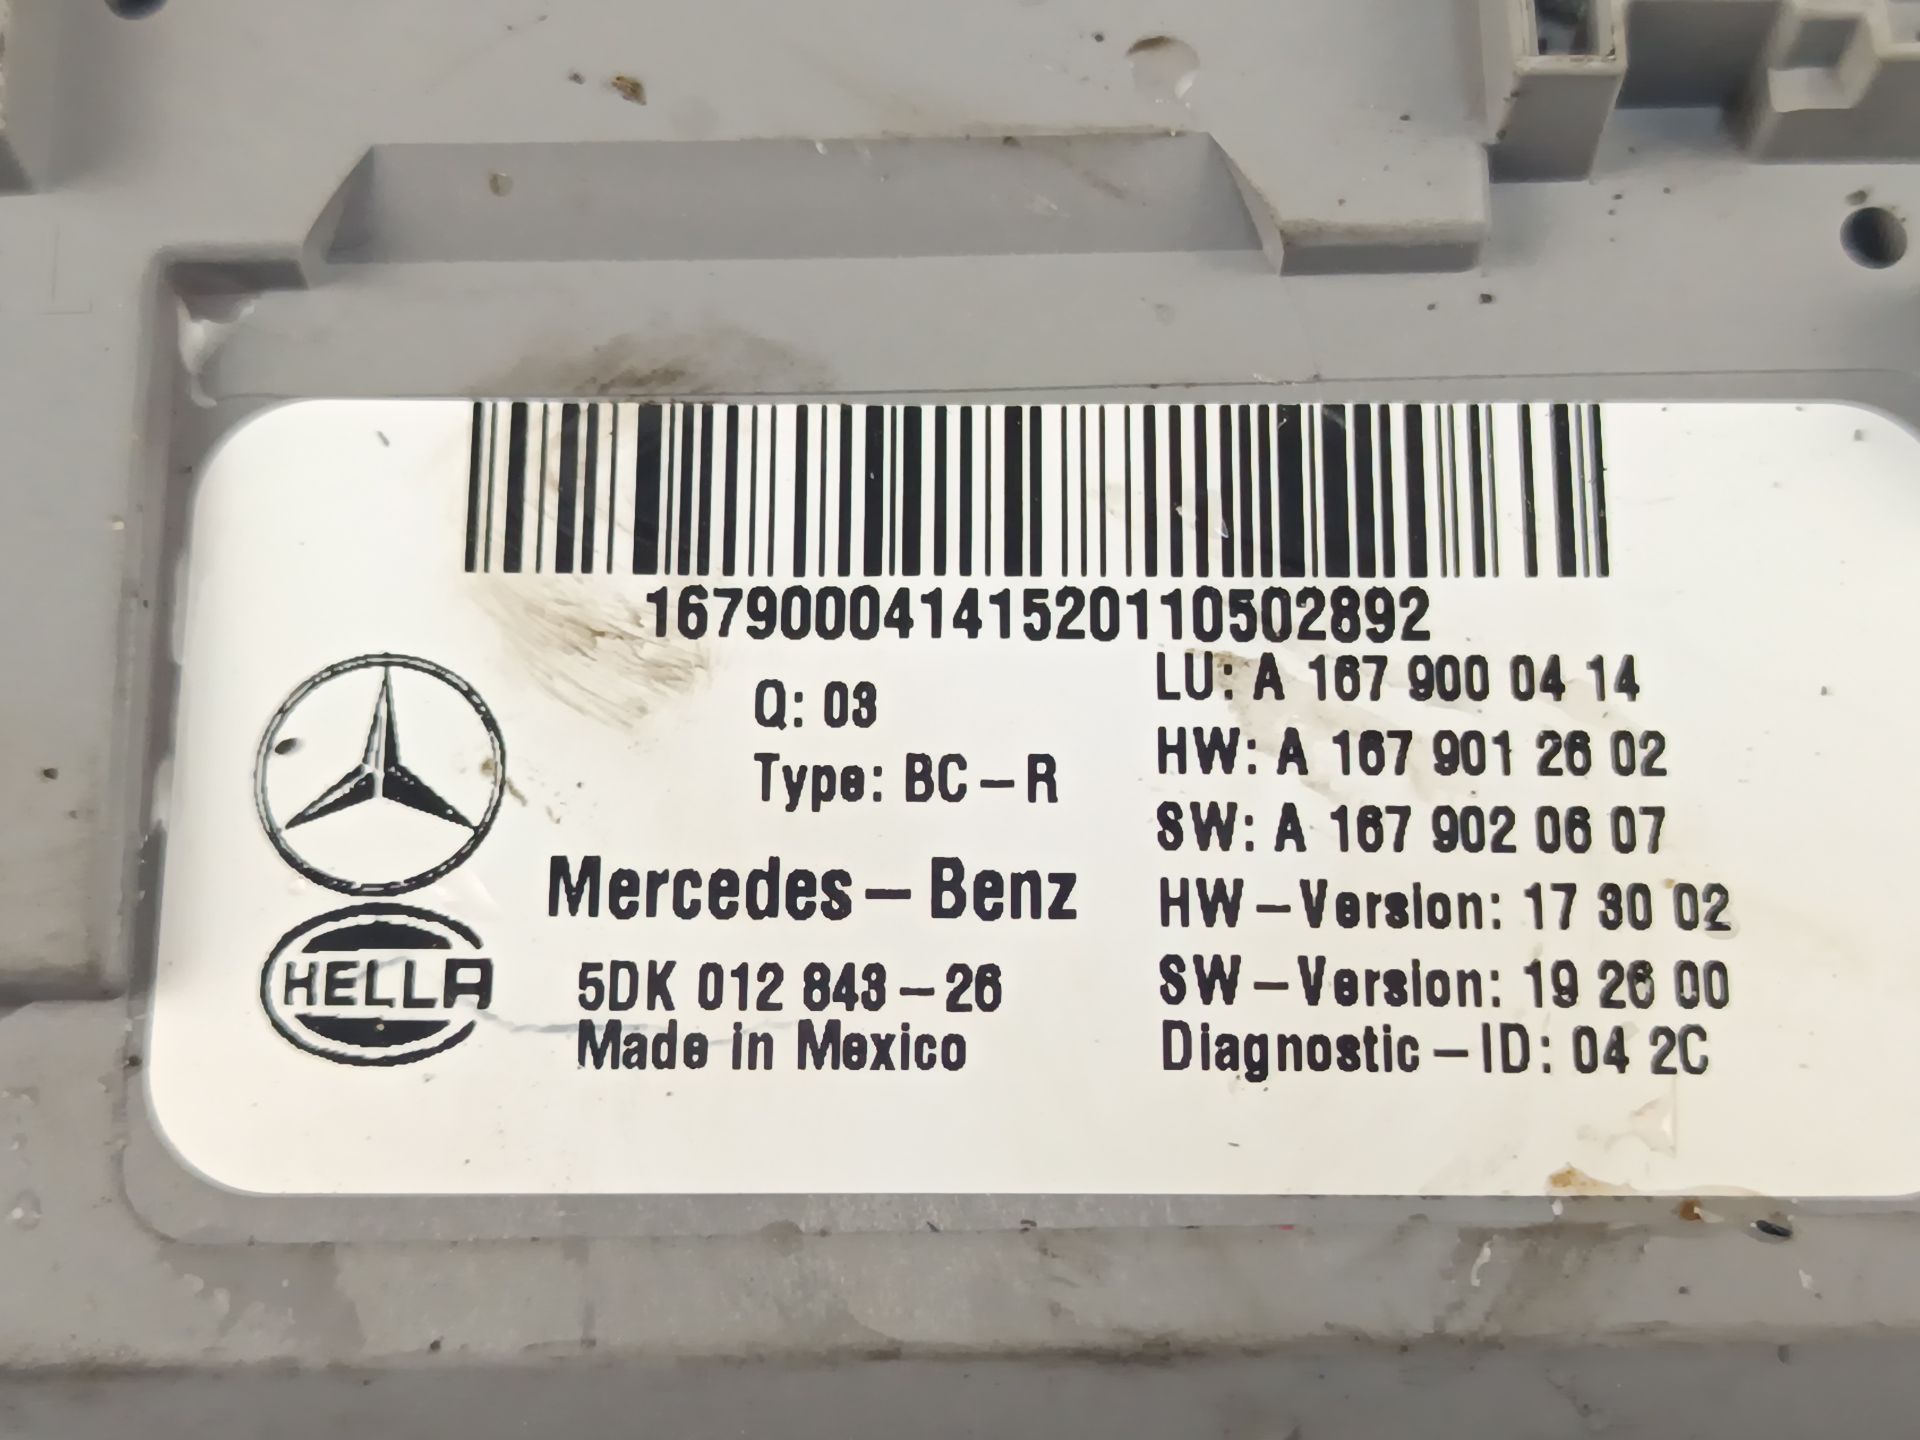 16790004141520110502892
Q: 03
Type: BC-R
LU: A 167 900 04 14
HW: A 167 901 26 02
SW: A 167 902 06 07
HW-Version: 17 30 02
SW-Version: 19 26 00
Diagnostic-ID: 04 2C
Mercedes-Benz
HELLA
5DK 012 843-26
Made in Mexico